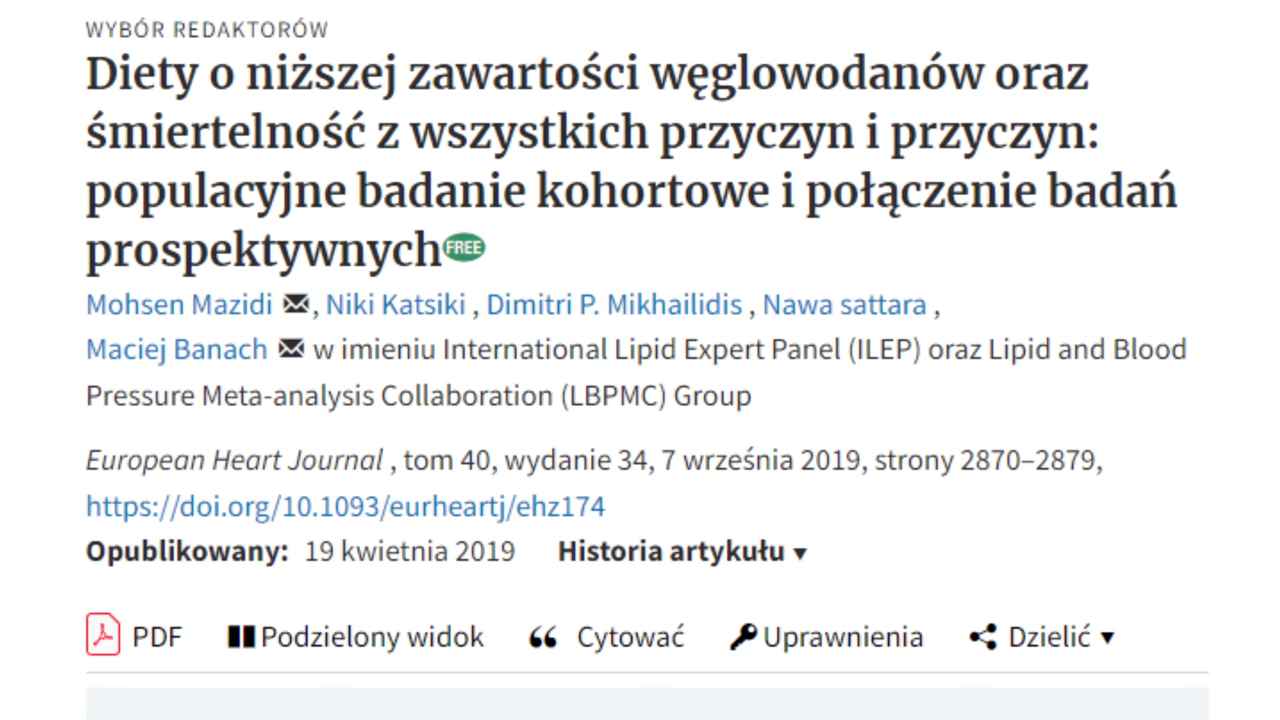 WYBÓR REDAKTORÓW
Diety o niższej zawartości węglowodanów oraz
śmiertelność z wszystkich przyczyn i przyczyn:
populacyjne badanie kohortowe i połączenie badań
prospektywnych FREE
Mohsen Mazidi , Niki Katsiki , Dimitri P. Mikhailidis , Nawa sattara ,
Maciej Banach w imieniu International Lipid Expert Panel (ILEP) oraz Lipid and Blood
Pressure Meta-analysis Collaboration (LBPMC) Group
European Heart Journal , tom 40, wydanie 34, 7 września 2019, strony 2870–2879,
https://doi.org/10.1093/eurheartj/ehz174
Opublikowany: 19 kwietnia 2019 Historia artykułu ▼
PDF Podzielony widok Cytować Uprawnienia Dzielić ▼